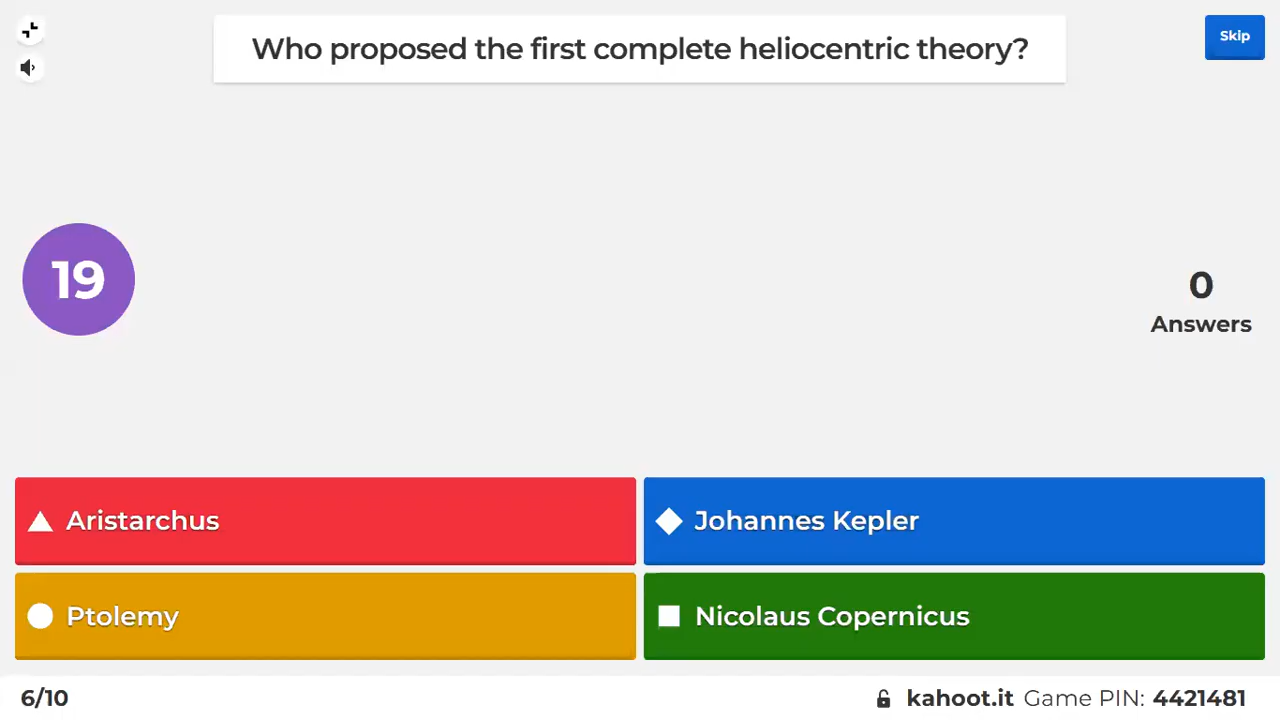 Who proposed the first complete heliocentric theory?
Skip
19
0
Answers
Aristarchus
Johannes Kepler
Ptolemy
Nicolaus Copernicus
6/10
kahoot.it Game PIN: 4421481